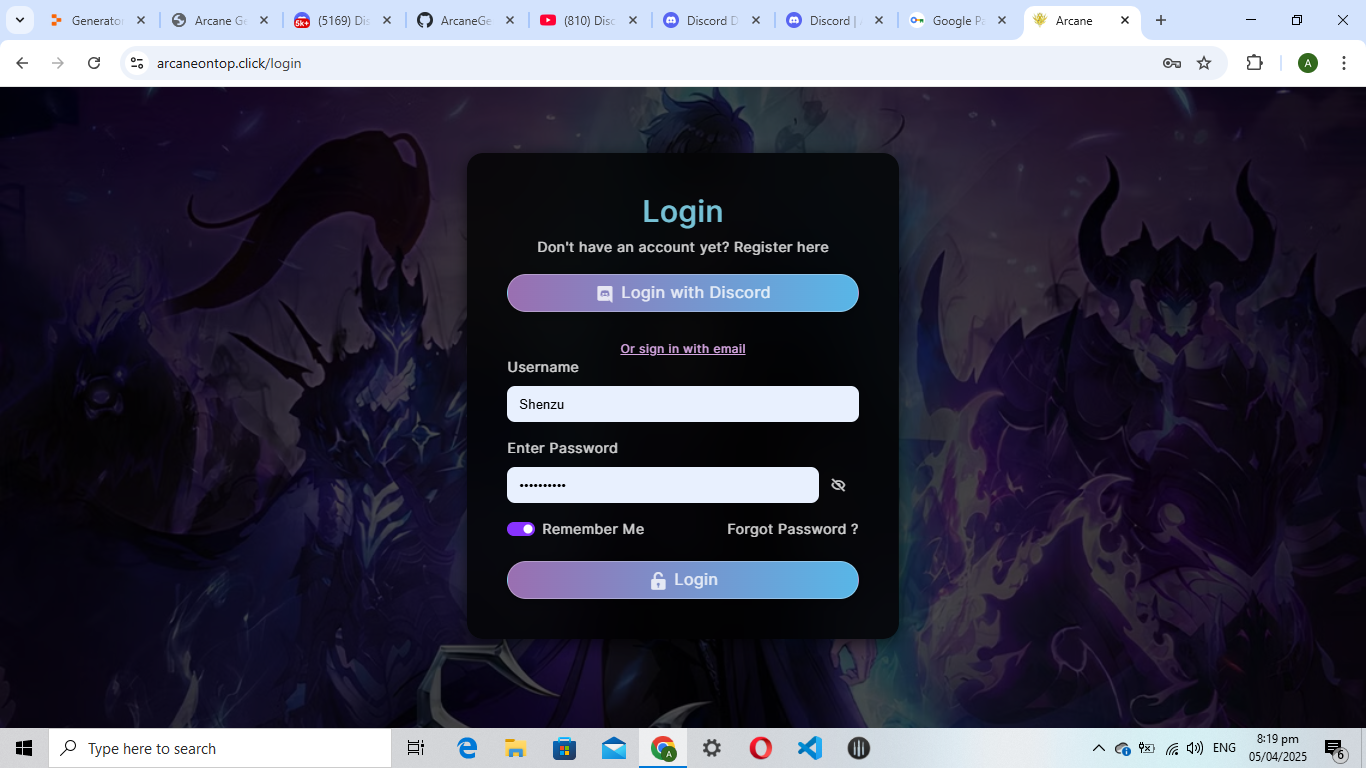 Generator
Arcane Ge
5k+
(5169) Dis
ArcaneGe
(810) Disc
Discord D
Discord |
Google Pa
Arcane
arcaneontop.click/login
A
Login
Don't have an account yet? Register here
Login with Discord
Or sign in with email
Username
Shenzu
Enter Password
••••••••••
Remember Me
Forgot Password ?
Login
Type here to search
A
ENG
8:19 pm
05/04/2025
6